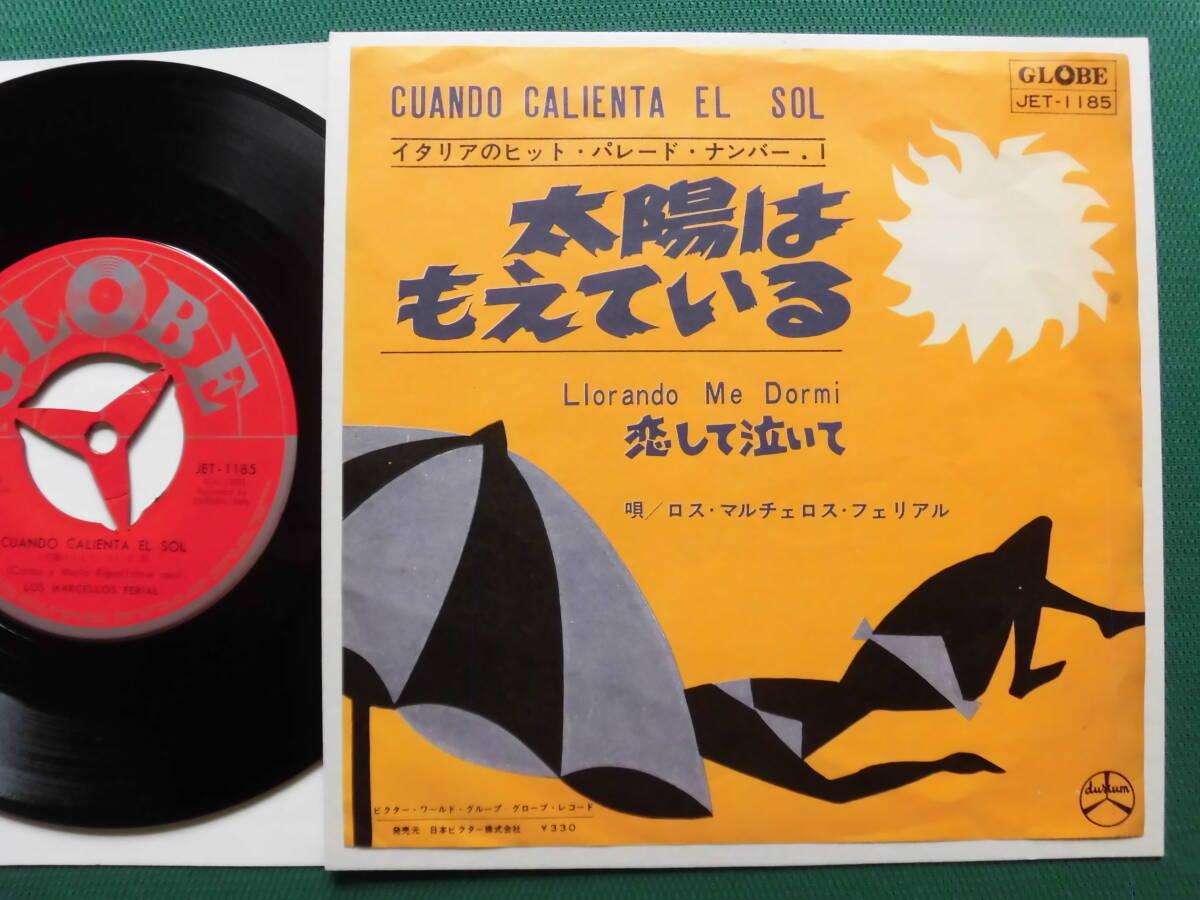 CUANDO CALIENTA EL SOL
イタリアのヒット・パレード・ナンバー.1
太陽は
もえている
Llorando Me Dormi
恋して泣いて
唄/ロス・マルチェロス・フェリアル
GLOBE
JET-1185
ビクター・ワールド・グループ グローブ・レコード
発売元 日本ビクター株式会社 ¥330
durium
GLOBE
JET-1185
CUANDO CALIENTA EL SOL
LOS MARCELLOS FERIAL